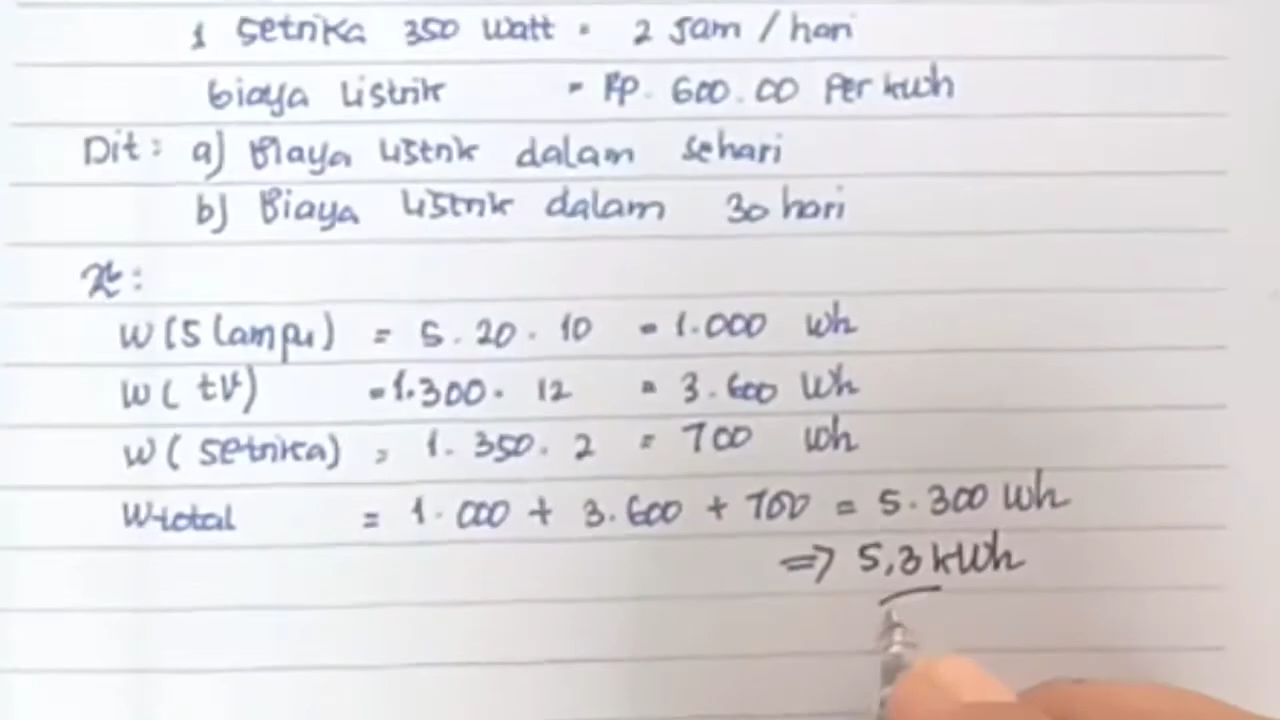 1 Setrika 350 Watt = 2 Jam / hari
biaya Listrik = Rp. 600.00 Per kwh
Dit: a) Biaya Listrik dalam sehari
b) Biaya Listrik dalam 30 hari
W (5 lampu) = 5. 20. 10 = 1.000 Wh
W ( tV ) = 1.300. 12 = 3.600 Wh
W ( Setrika) = 1. 350. 2 = 700 Wh
W total = 1.000 + 3.600 + 700 = 5.300 Wh
=> 5,3 kWh